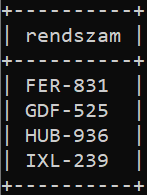 rendszam
FER-831
GDF-525
HUB-936
IXL-239